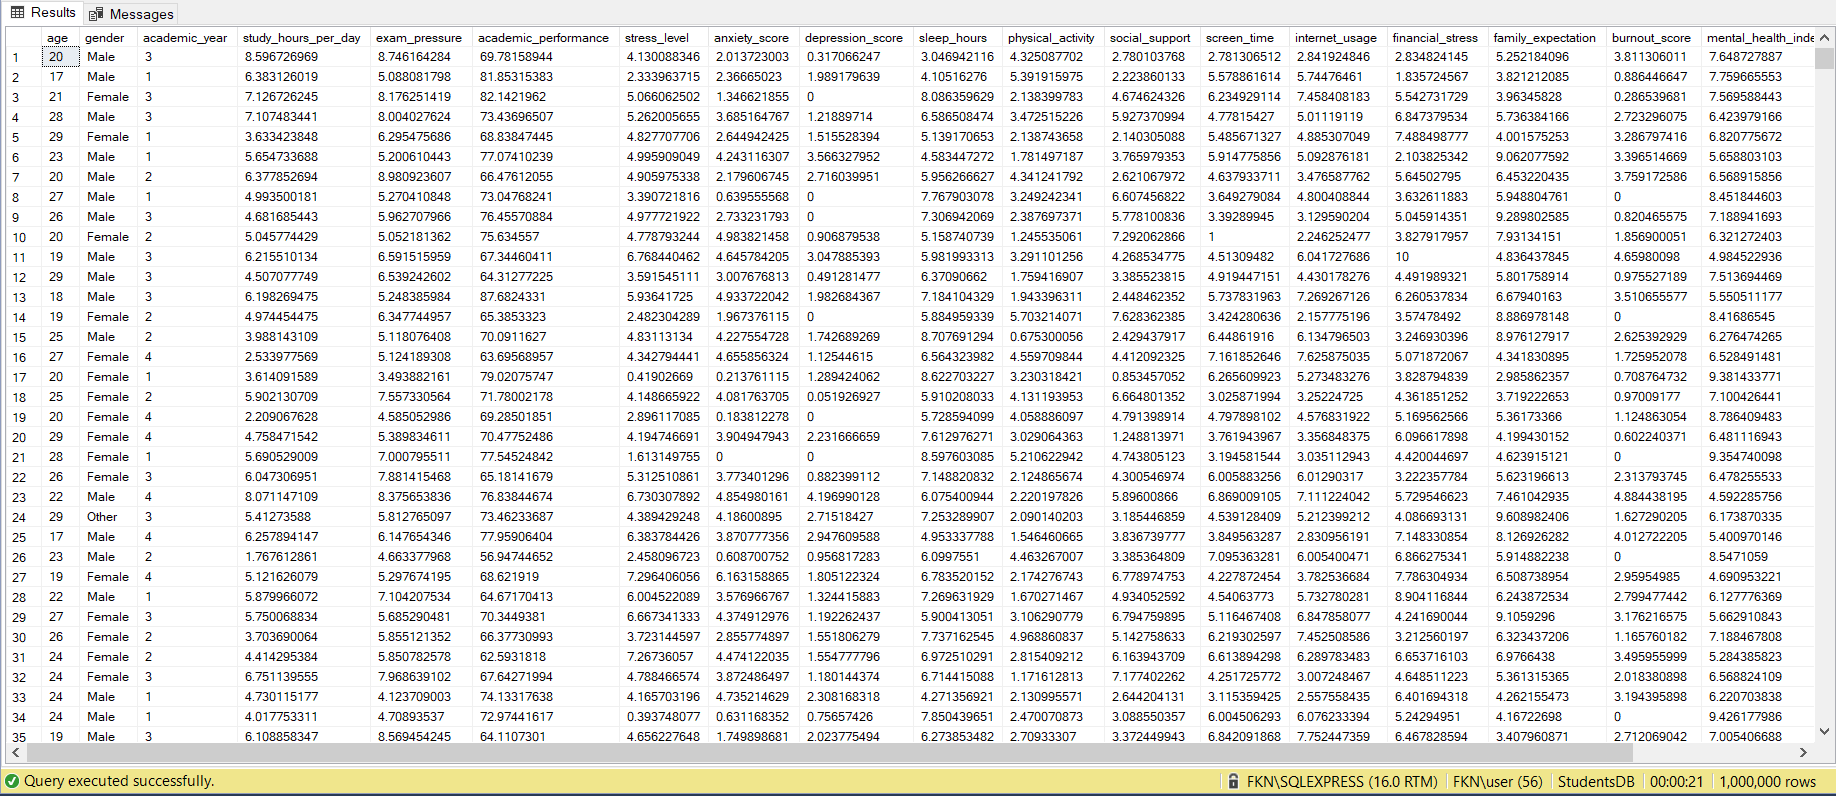 Results Messages
age gender academic_year study_hours_per_day exam_pressure academic_performance stress_level anxiety_score depression_score sleep_hours physical_activity social_support screen_time internet_usage financial_stress family_expectation burnout_score mental_health_inde
1 20 Male 3 8.596726969 8.746164284 69.78158944 4.130088346 2.013723003 0.317066247 3.046942116 4.325087702 2.780103768 2.781306512 2.841924846 2.834824145 5.252184096 3.811306011 7.648727887
2 17 Male 1 6.383126019 5.088081798 81.85315383 2.333963715 2.36665023 1.989179639 4.10516276 5.391915975 2.223860133 5.578861614 5.74476461 1.835724567 3.821212085 0.886446647 7.759665553
3 21 Female 3 7.126726245 8.176251419 82.1421962 5.066062502 1.346621855 0 8.086359629 2.138399783 4.674624326 6.234929114 7.458408183 5.542731729 3.96345828 0.286539681 7.569588443
4 28 Male 3 7.107483441 8.004027624 73.43696507 5.262005655 3.685164767 1.21889714 6.586508474 3.472515226 5.927370994 4.77815427 5.01119119 6.847379534 5.736384166 2.723296075 6.423979166
5 29 Female 1 3.633423848 6.295475686 68.83847445 4.827707706 2.644942425 1.515528394 5.139170653 2.138743658 2.140305088 5.485671327 4.885307049 7.488498777 4.001575253 3.286797416 6.820775672
6 23 Male 1 5.654733688 5.200610443 77.07410239 4.995909049 4.243116307 3.566327952 4.583447272 1.781497187 3.765979353 5.914775856 5.092876181 2.103825342 9.062077592 3.396514669 5.658803103
7 20 Male 2 6.377852694 8.980923607 66.47612055 4.905975338 2.179606745 2.716039951 5.956266627 4.341241792 2.621067972 4.637933711 3.476587762 5.64502795 6.453220435 3.759172586 6.568915856
8 27 Male 1 4.993500181 5.270410848 73.04768241 3.390721816 0.639555568 0 7.767903078 3.249242341 6.607456822 3.649279084 4.800408844 3.632611883 5.948804761 0 8.451844603
9 26 Male 3 4.681685443 5.962707966 76.45570884 4.977721922 2.733231793 0 7.306942069 2.387697371 5.778100836 3.39289945 3.129590204 5.045914351 9.289802585 0.820465575 7.188941693
10 20 Female 2 5.045774429 5.052181362 75.634557 4.778793244 4.983821458 0.906879538 5.158740739 1.245535061 7.292062866 1 2.246252477 3.827917957 7.93134151 1.856900051 6.321272403
11 19 Male 3 6.215510134 6.591515959 67.34460411 6.768440462 4.645784205 3.047885393 5.981993313 3.291101256 4.268534775 4.51309482 6.041727686 10 4.836437845 4.65980098 4.984522936
12 29 Male 3 4.507077749 6.539242602 64.31277225 3.591545111 3.007676813 0.491281477 6.37090662 1.759416907 3.385523815 4.919447151 4.430178276 4.491989321 5.801758914 0.975527189 7.513694469
13 18 Male 3 6.198269475 5.248385984 87.6824331 5.93641725 4.933722042 1.982684367 7.184104329 1.943396311 2.448462352 5.737831963 7.269267126 6.260537834 6.67940163 3.510655577 5.550511177
14 19 Female 2 4.974454475 6.347744957 65.3853323 2.482304289 1.967376115 0 5.884959339 5.703214071 7.628362385 3.424280636 2.157775196 3.57478492 8.886978148 0 8.41686545
15 25 Male 2 3.988143109 5.118076408 70.0911627 4.83113134 4.227554728 1.742689269 8.707691294 0.675300056 2.429437917 6.44861916 6.134796503 3.246930396 8.976127917 2.625392929 6.276474265
16 27 Female 4 2.533977569 5.124189308 63.69568957 4.342794441 4.655856324 1.12544615 6.564323982 4.559709844 4.412092325 7.161852646 7.625875035 5.071872067 4.341830895 1.725952078 6.528491481
17 20 Female 1 3.614091589 3.493882161 79.02075747 0.41902669 0.213761115 1.289424062 8.622703227 3.230318421 0.853457052 6.265609923 5.273483276 3.828794839 2.985862357 0.708764732 9.381433771
18 25 Female 2 5.902130709 7.557330564 71.78002178 4.148665922 4.081763705 0.051926927 5.910208033 4.131193953 6.664801352 3.025871994 3.25224725 4.361851252 3.719222653 0.97009177 7.100426441
19 20 Female 4 2.209067628 4.585052986 69.28501851 2.896117085 0.183812278 0 5.728594099 4.058886097 4.791398914 4.797898102 4.576831922 5.169562566 5.36173366 1.124863054 8.786409483
20 29 Female 4 4.758471542 5.389834611 70.47752486 4.194746691 3.904947943 2.231666659 7.612976271 3.029064363 1.248813971 3.761943967 3.356848375 6.096617898 4.199430152 0.602240371 6.481116943
21 28 Female 1 5.690529009 7.000795511 77.54524842 1.613149755 0 0 8.597603085 5.210622942 4.743805123 3.194581544 3.035112943 4.420044697 4.623915121 0 9.354740098
22 26 Female 3 6.047306951 7.881415468 65.18141679 5.312510861 3.773401296 0.882399112 7.148820832 2.124865674 4.300546974 6.005883256 6.01290317 3.222357784 5.623196613 2.313793745 6.478255533
23 22 Male 4 8.071147109 8.375653836 76.83844674 6.730307892 4.854980161 4.196990128 6.075400944 2.220197826 5.89600866 6.869009105 7.111224042 5.729546623 7.461042935 4.884438195 4.592285756
24 29 Other 3 5.41273588 5.812765097 73.46233687 4.389429248 4.18600895 2.71518427 7.253289907 2.090140203 3.185446859 4.539128409 5.212399212 4.086693131 9.608982406 1.627290205 6.173870335
25 17 Male 4 6.257894147 6.147654346 77.95906404 6.383784426 3.870777356 2.947609588 4.953337788 1.546460665 3.836739777 3.849563287 2.830956191 7.148330854 8.126926282 4.012722205 5.400970146
26 23 Male 2 1.767612861 4.663377968 56.94744652 2.458096723 0.608700752 0.956817283 6.0997551 4.463267007 3.385364809 7.095363281 6.005400471 6.866275341 5.914882238 0 8.5471059
27 19 Female 4 5.121626079 5.297674195 68.621919 7.296406056 6.163158865 1.805122324 6.783520152 2.174276743 6.778974753 4.227872454 3.782536684 7.786304934 6.508738954 2.95954985 4.690953221
28 22 Male 1 5.879966072 7.104207534 64.67170413 6.004522089 3.576966767 1.324415883 7.269631929 1.670271467 4.934052592 4.54063773 5.732780281 8.904116844 6.243872534 2.799477442 6.127776369
29 27 Female 3 5.750068834 5.685290481 70.3449381 6.667341333 4.374912976 1.192262437 5.900413051 3.106290779 6.794759895 5.116467408 6.847858077 4.241690044 9.1059296 3.176216575 5.662910843
30 26 Female 2 3.703690064 5.855121352 66.37730993 3.723144597 2.855774897 1.551806279 7.737162545 4.968860837 5.142758633 6.219302597 7.452508586 3.212560197 6.323437206 1.165760182 7.188467808
31 24 Female 2 4.414295384 5.850782578 62.5931818 7.26736057 4.474122035 1.554777796 6.972510291 2.815409212 6.163943709 6.613894298 6.289783483 6.653716103 6.9766438 3.495955999 5.284385823
32 24 Female 3 6.751139555 7.968639102 67.64271994 4.788466574 3.872486497 1.180144374 6.714415088 1.171612813 7.177402262 4.251725772 3.007248467 4.648511223 5.361315365 2.018380898 6.568824109
33 24 Male 1 4.730115177 4.123709003 74.13317638 4.165703196 4.735214629 2.308168318 4.271356921 2.130995571 2.644204131 3.115359425 2.557558435 6.401694318 4.262155473 3.194395898 6.220703838
34 24 Male 1 4.017753311 4.70893537 72.97441617 0.393748077 0.631168352 0.75657426 7.850439651 2.470070873 3.088550357 6.004506293 6.076233394 5.24294951 4.16722698 0 9.426177986
35 19 Male 3 6.108858347 8.569454245 64.1107301 4.656227648 1.749898681 2.023775494 6.273853482 2.70933307 3.372449943 6.842091868 7.752447359 6.467828594 3.407960871 2.712069042 7.005406688
Query executed successfully. FKN\SQLEXPRESS (16.0 RTM) FKN\user (56) StudentsDB 00:00:21 1,000,000 rows